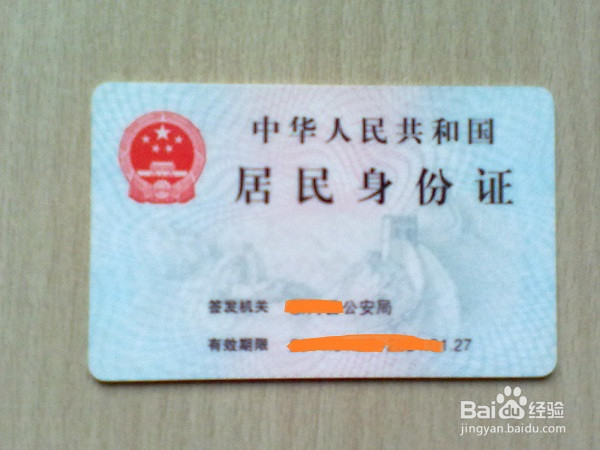 中华人民共和国
居民身份证
签发机关 公安局
有效期限 1.27
Baidu经验
jingyan.baidu.com